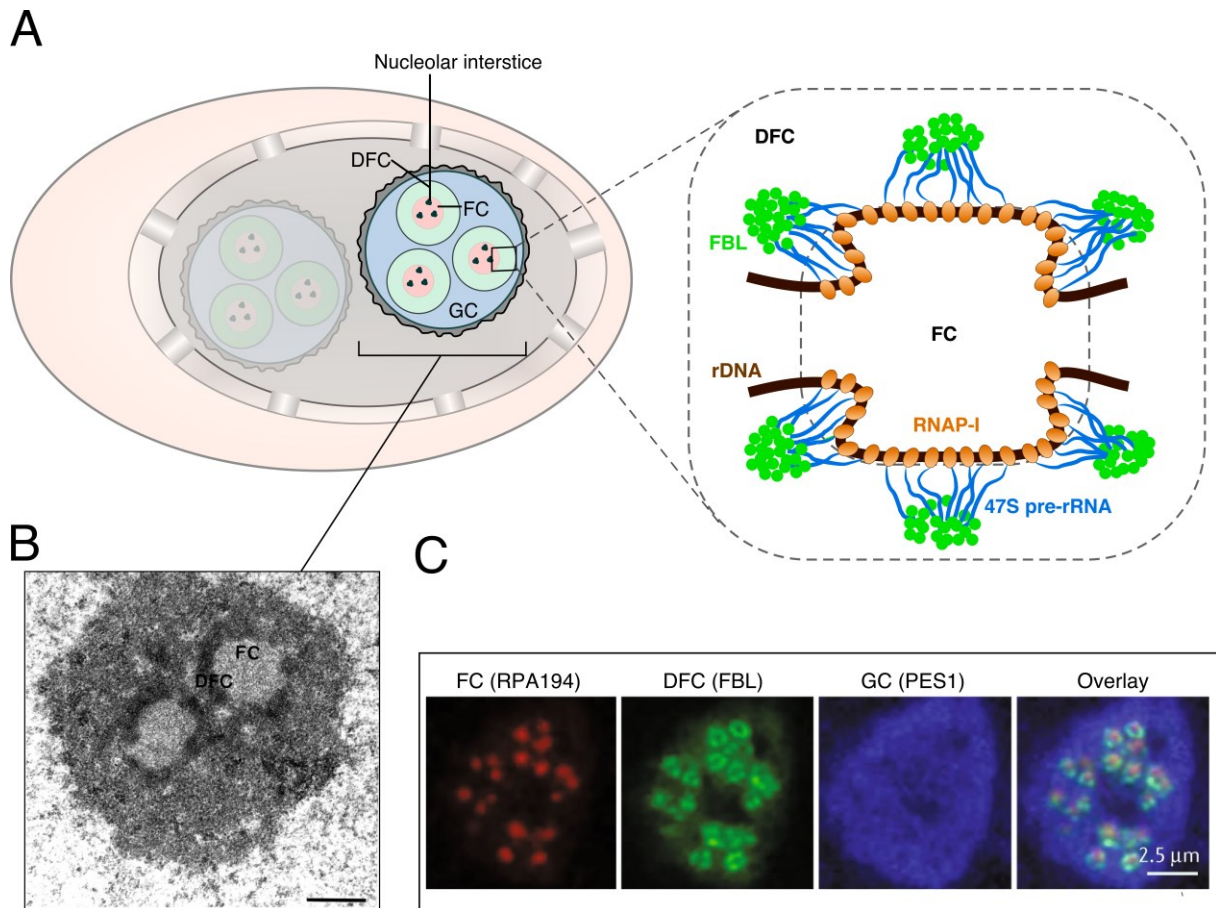 A
Nucleolar interstice
DFC
FC
GC
DFC
FBL
FC
rDNA
RNAP-I
47S pre-rRNA
B
FC
DFC
C
FC (RPA194)
DFC (FBL)
GC (PES1)
Overlay
2.5 μm